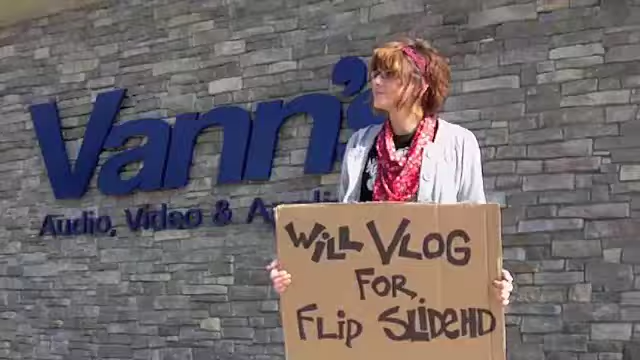 Vann's
Audio, Video &
WILL VLOG
FOR
FLIP SLIDEHD